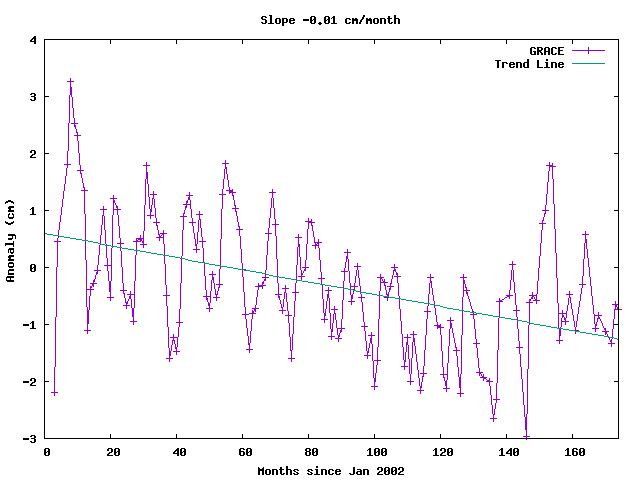 Slope -0.01 cm/month
GRACE
Trend Line
4
3
2
1
0
-1
-2
-3
Anomaly (cm)
0 20 40 60 80 100 120 140 160
Months since Jan 2002